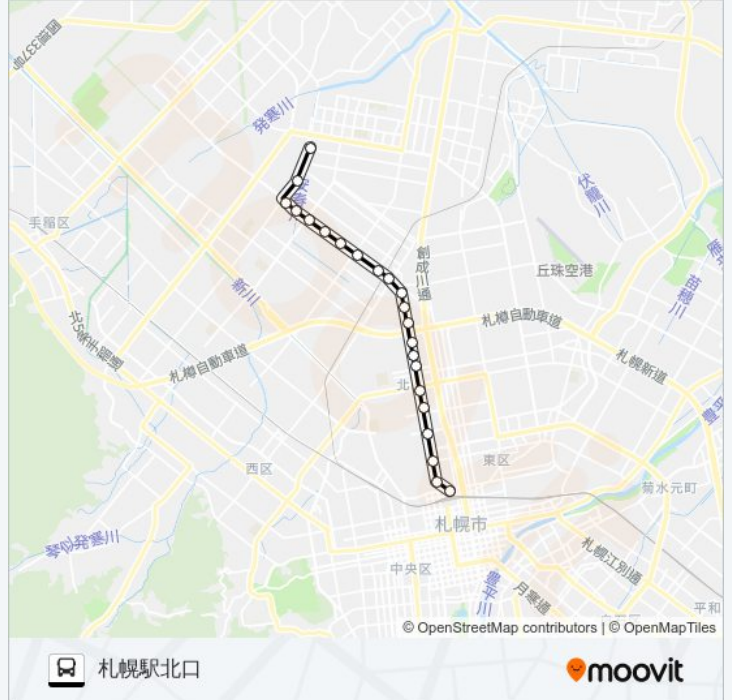 国道337号
発寒川
手稲区
伏籠川
創成川通
丘珠空港
苗穂川
新川
北5条手稲通
札樽自動車道
札樽自動車道
札幌新道
北
西区
東区
菊水元町
琴似発寒川
札幌市
中央区
豊平川
札幌江別通
月寒通
平和
© OpenStreetMap contributors | © OpenMapTiles
札幌駅北口
moovit